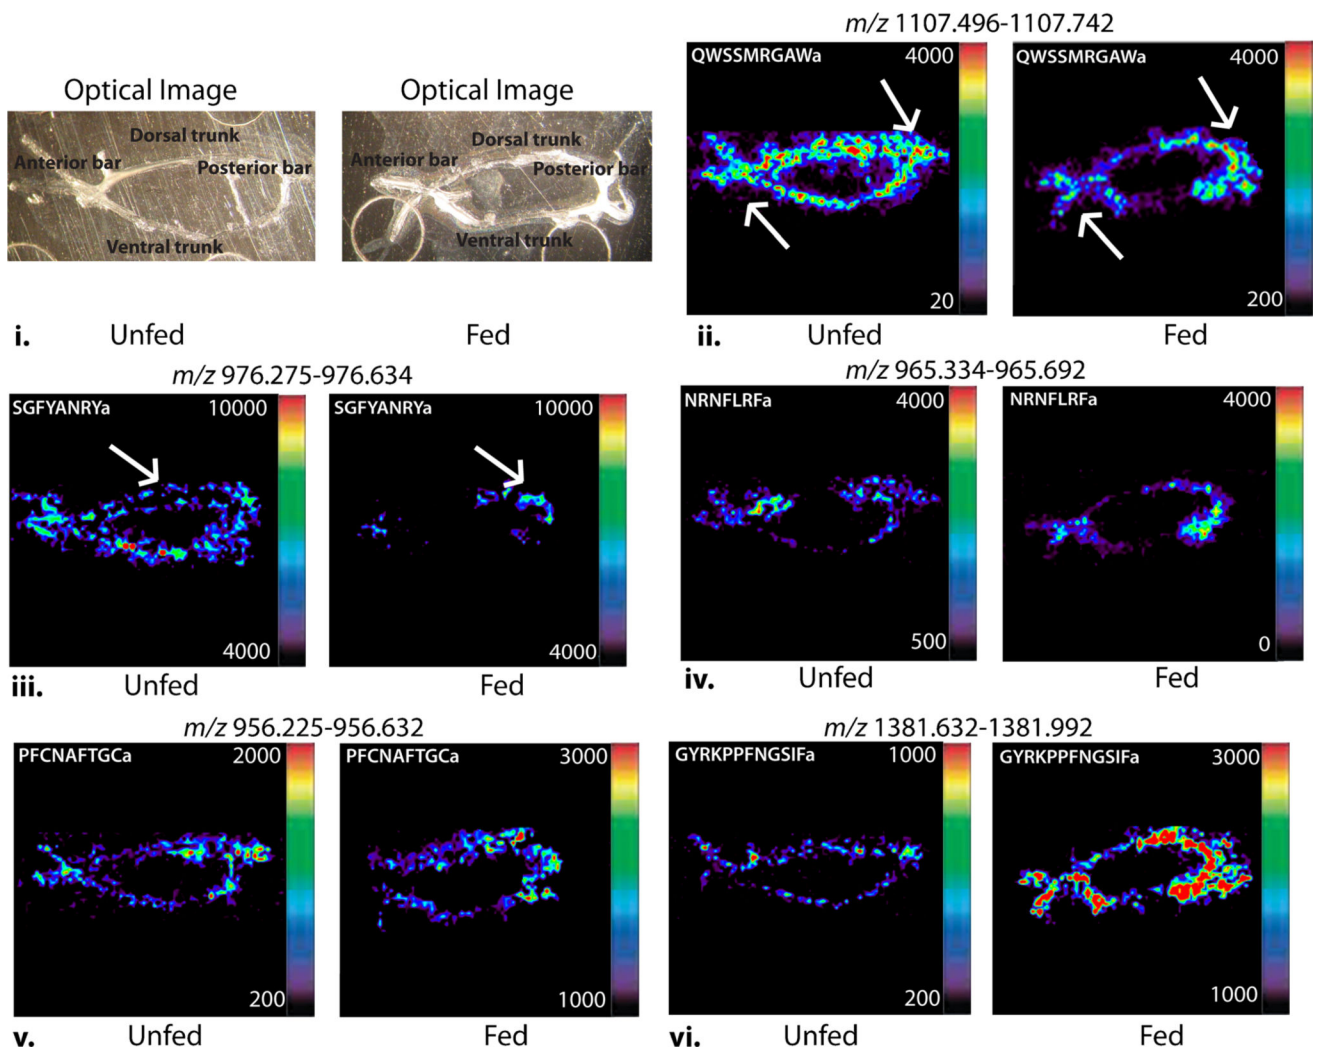 m/z 1107.496-1107.742
Optical Image
Optical Image
QWSSMRGAWa
4000
QWSSMRGAWa
4000
Dorsal trunk
Anterior bar
Posterior bar
Ventral trunk
Dorsal trunk
Anterior bar
Posterior bar
Ventral trunk
20
200
i.
Unfed
Fed
ii.
Unfed
Fed
m/z 976.275-976.634
m/z 965.334-965.692
SGFYANRYa
10000
SGFYANRYa
10000
NRNFLRFa
4000
NRNFLRFa
4000
4000
4000
500
0
iii.
Unfed
Fed
iv.
Unfed
Fed
m/z 956.225-956.632
m/z 1381.632-1381.992
PFCNAFTGCa
2000
PFCNAFTGCa
3000
GYRKPPFNGSIFa
1000
GYRKPPFNGSIFa
3000
200
1000
200
1000
v.
Unfed
Fed
vi.
Unfed
Fed